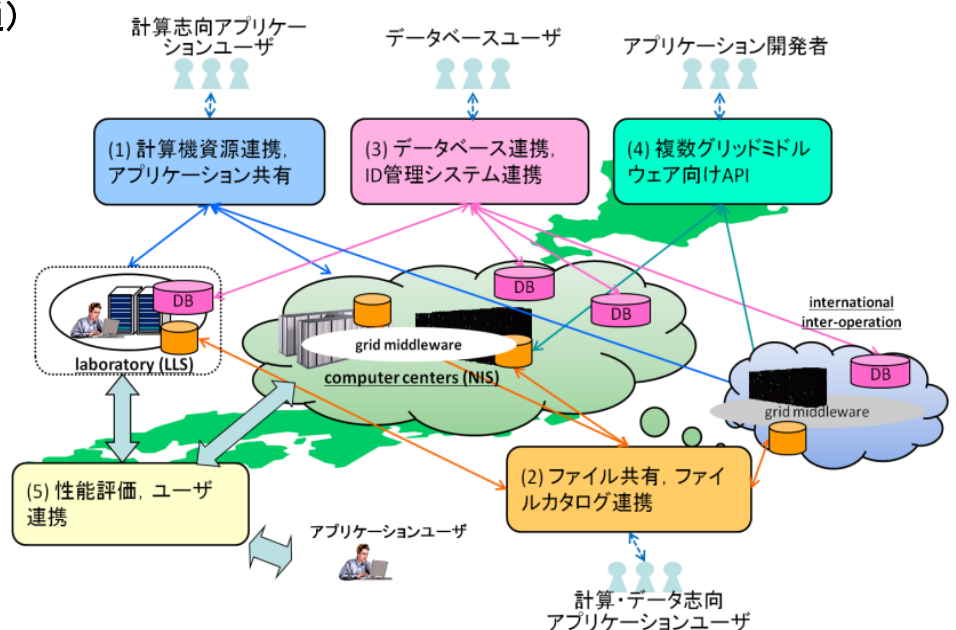 計算志向アプリケー
ションユーザ
データベースユーザ
アプリケーション開発者
(1) 計算機資源連携,
アプリケーション共有
(3) データベース連携,
ID管理システム連携
(4) 複数グリッドミドル
ウェア向けAPI
DB
DB
DB
international
inter-operation
grid middleware
laboratory (LLS)
computer centers (NIS)
DB
grid middleware
(5) 性能評価, ユーザ
連携
(2) ファイル共有, ファイ
ルカタログ連携
アプリケーションユーザ
計算・データ志向
アプリケーションユーザ